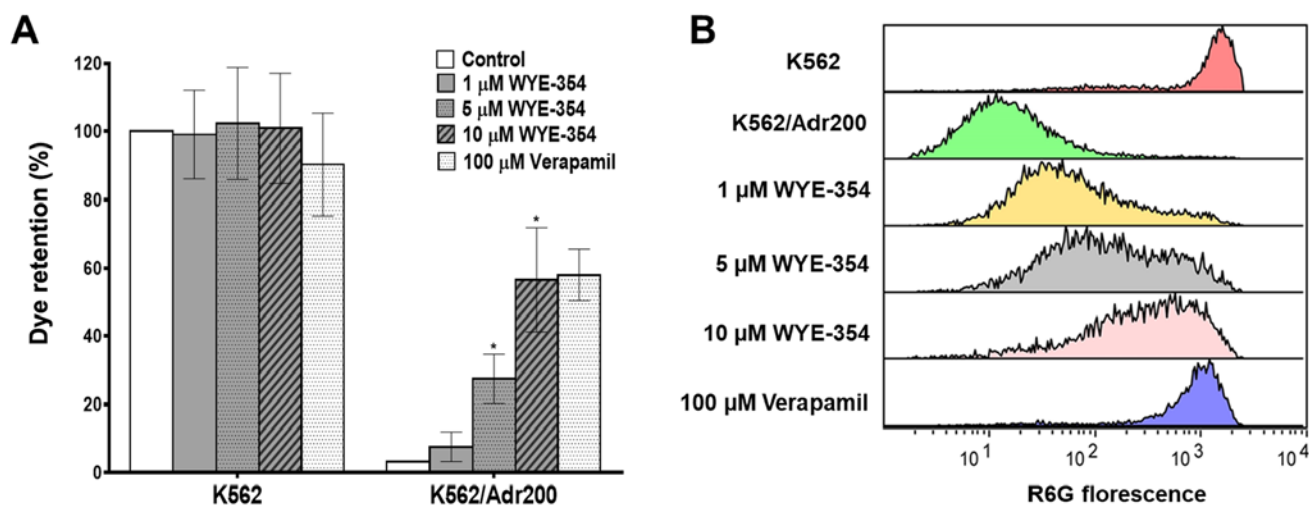 A
Dye retention (%)
120
100
80
60
40
20
0
Control
1 μM WYE-354
5 μM WYE-354
10 μM WYE-354
100 μM Verapamil
*
*
K562
K562/Adr200
B
K562
K562/Adr200
1 μM WYE-354
5 μM WYE-354
10 μM WYE-354
100 μM Verapamil
10¹ 10² 10³ 10⁴
R6G florescence